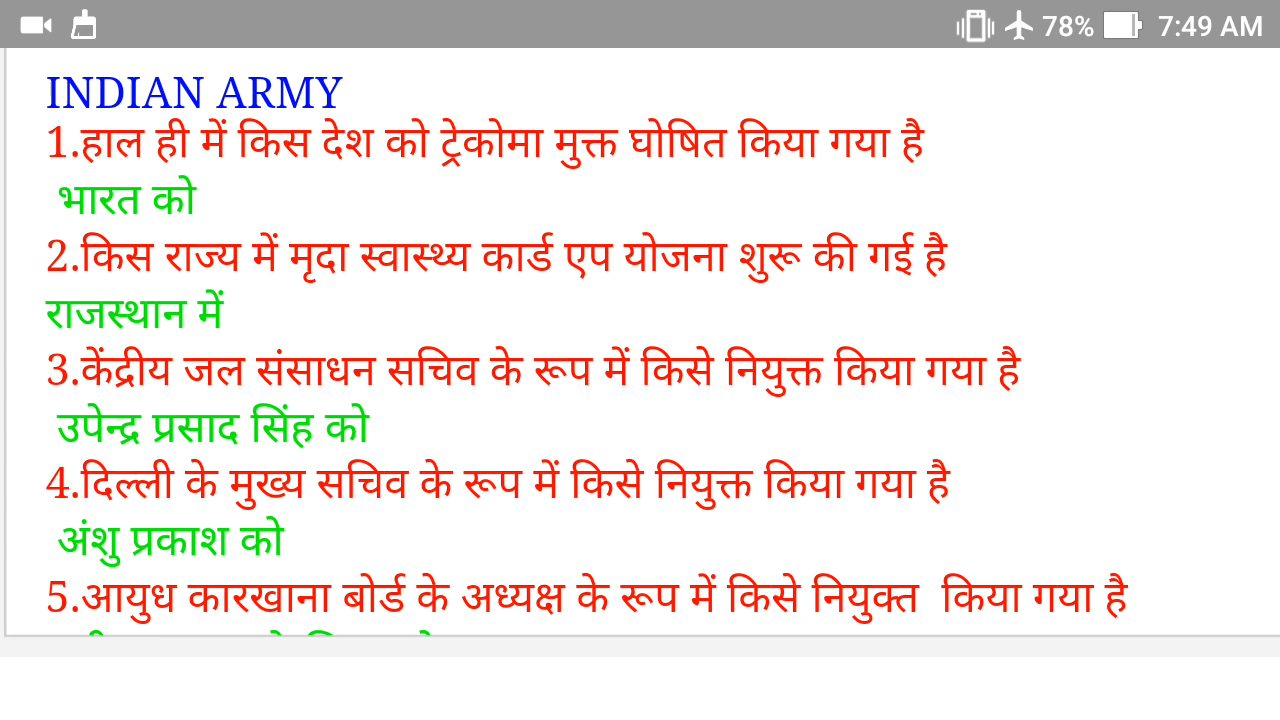 78% 7:49 AM
INDIAN ARMY
1.हाल ही में किस देश को ट्रेकोमा मुक्त घोषित किया गया है
भारत को
2.किस राज्य में मृदा स्वास्थ्य कार्ड एप योजना शुरू की गई है
राजस्थान में
3.केंद्रीय जल संसाधन सचिव के रूप में किसे नियुक्त किया गया है
उपेन्द्र प्रसाद सिंह को
4.दिल्ली के मुख्य सचिव के रूप में किसे नियुक्त किया गया है
अंशु प्रकाश को
5.आयुध कारखाना बोर्ड के अध्यक्ष के रूप में किसे नियुक्त किया गया है